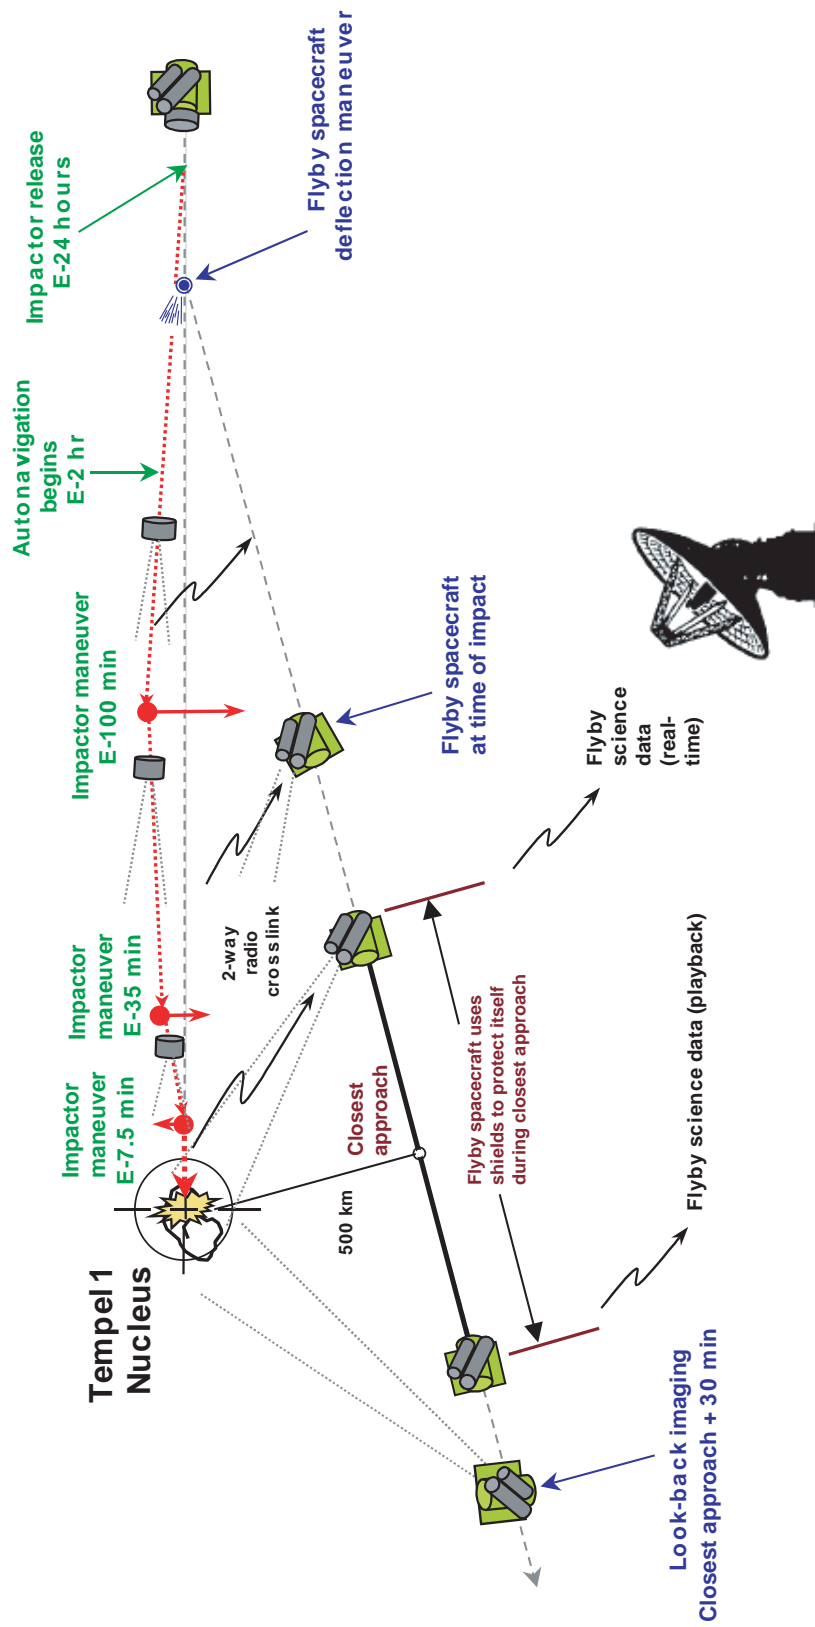 Tempel 1
Nucleus
Impactor
maneuver
E-7.5 min
Impactor
maneuver
E-35 min
Impactor maneuver
E-100 min
Autonavigation
begins
E-2 hr
Impactor release
E-24 hours
Flyby spacecraft
deflection maneuver
2-way
radio
crosslink
500 km
Closest
approach
Flyby spacecraft
at time of impact
Flyby spacecraft uses
shields to protect itself
during closest approach
Flyby
science
data
(real-
time)
Look-back imaging
Closest approach + 30 min
Flyby science data (playback)